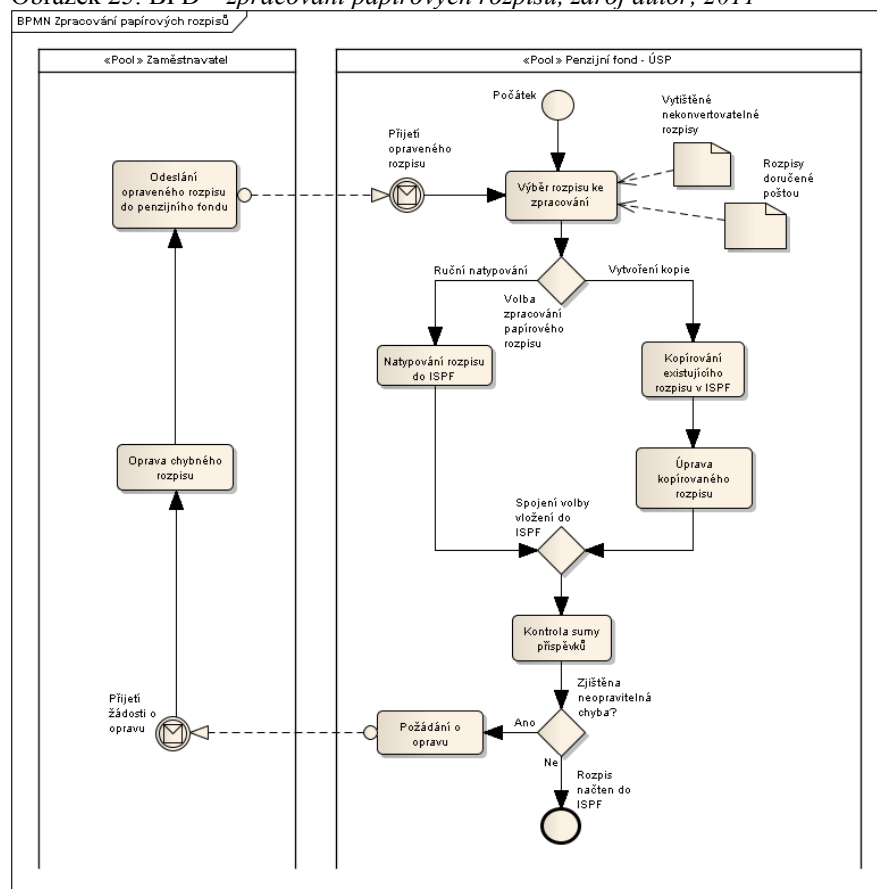 Obrázek 25: BPD – zpracování papírových rozpisů, zdroj autor, 2011
BPMN Zpracování papírových rozpisů
«Pool» Zaměstnavatel
«Pool» Penzijní fond - ÚSP
Počátek
Vytištěné
nekonvertovatelné
rozpisy
Přijetí
opraveného
rozpisu
Rozpisy
doručené
poštou
Odeslání
opraveného rozpisu
do penzijního fondu
Výběr rozpisu ke
zpracování
Ruční natypování
Vytvoření kopie
Volba
zpracování
papírového
rozpisu
Natypování rozpisu
do ISPF
Kopírování
existujícího
rozpisu v ISPF
Oprava chybného
rozpisu
Úprava
kopírovaného
rozpisu
Spojení volby
vložení do
ISPF
Kontrola sumy
příspěvků
Zjištěna
neopravitelná
chyba?
Přijetí
žádosti o
opravu
Požádání o
opravu
Ano
Ne
Rozpis
načten do
ISPF